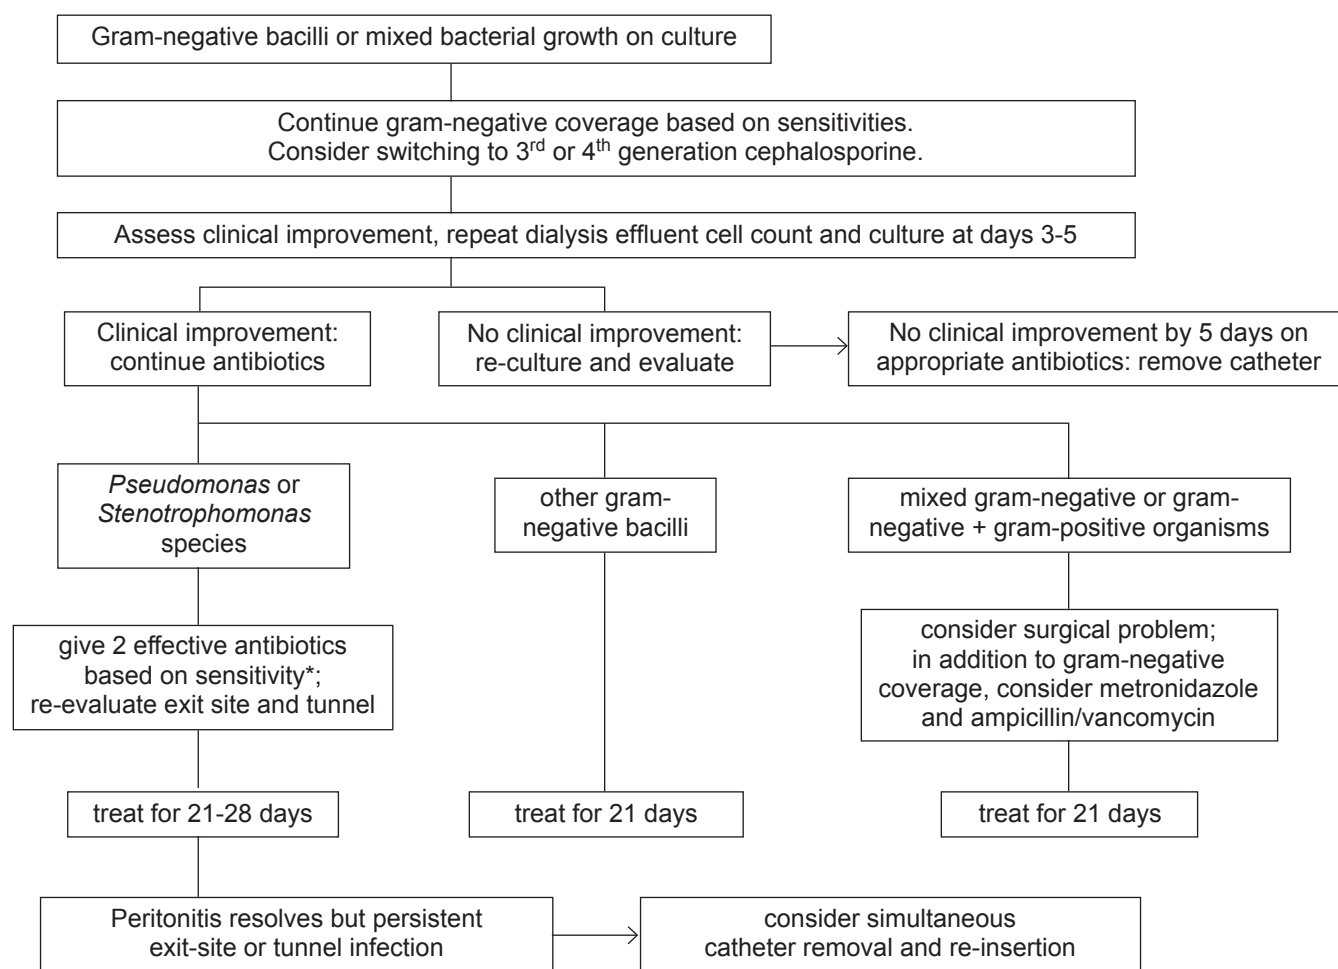 Gram-negative bacilli or mixed bacterial growth on culture
Continue gram-negative coverage based on sensitivities.
Consider switching to 3rd or 4th generation cephalosporine.
Assess clinical improvement, repeat dialysis effluent cell count and culture at days 3-5
Clinical improvement:
continue antibiotics
No clinical improvement:
re-culture and evaluate
No clinical improvement by 5 days on
appropriate antibiotics: remove catheter
Pseudomonas or
Stenotrophomonas
species
other gram-
negative bacilli
mixed gram-negative or gram-
negative + gram-positive organisms
give 2 effective antibiotics
based on sensitivity*;
re-evaluate exit site and tunnel
consider surgical problem;
in addition to gram-negative
coverage, consider metronidazole
and ampicillin/vancomycin
treat for 21-28 days
treat for 21 days
treat for 21 days
Peritonitis resolves but persistent
exit-site or tunnel infection
consider simultaneous
catheter removal and re-insertion